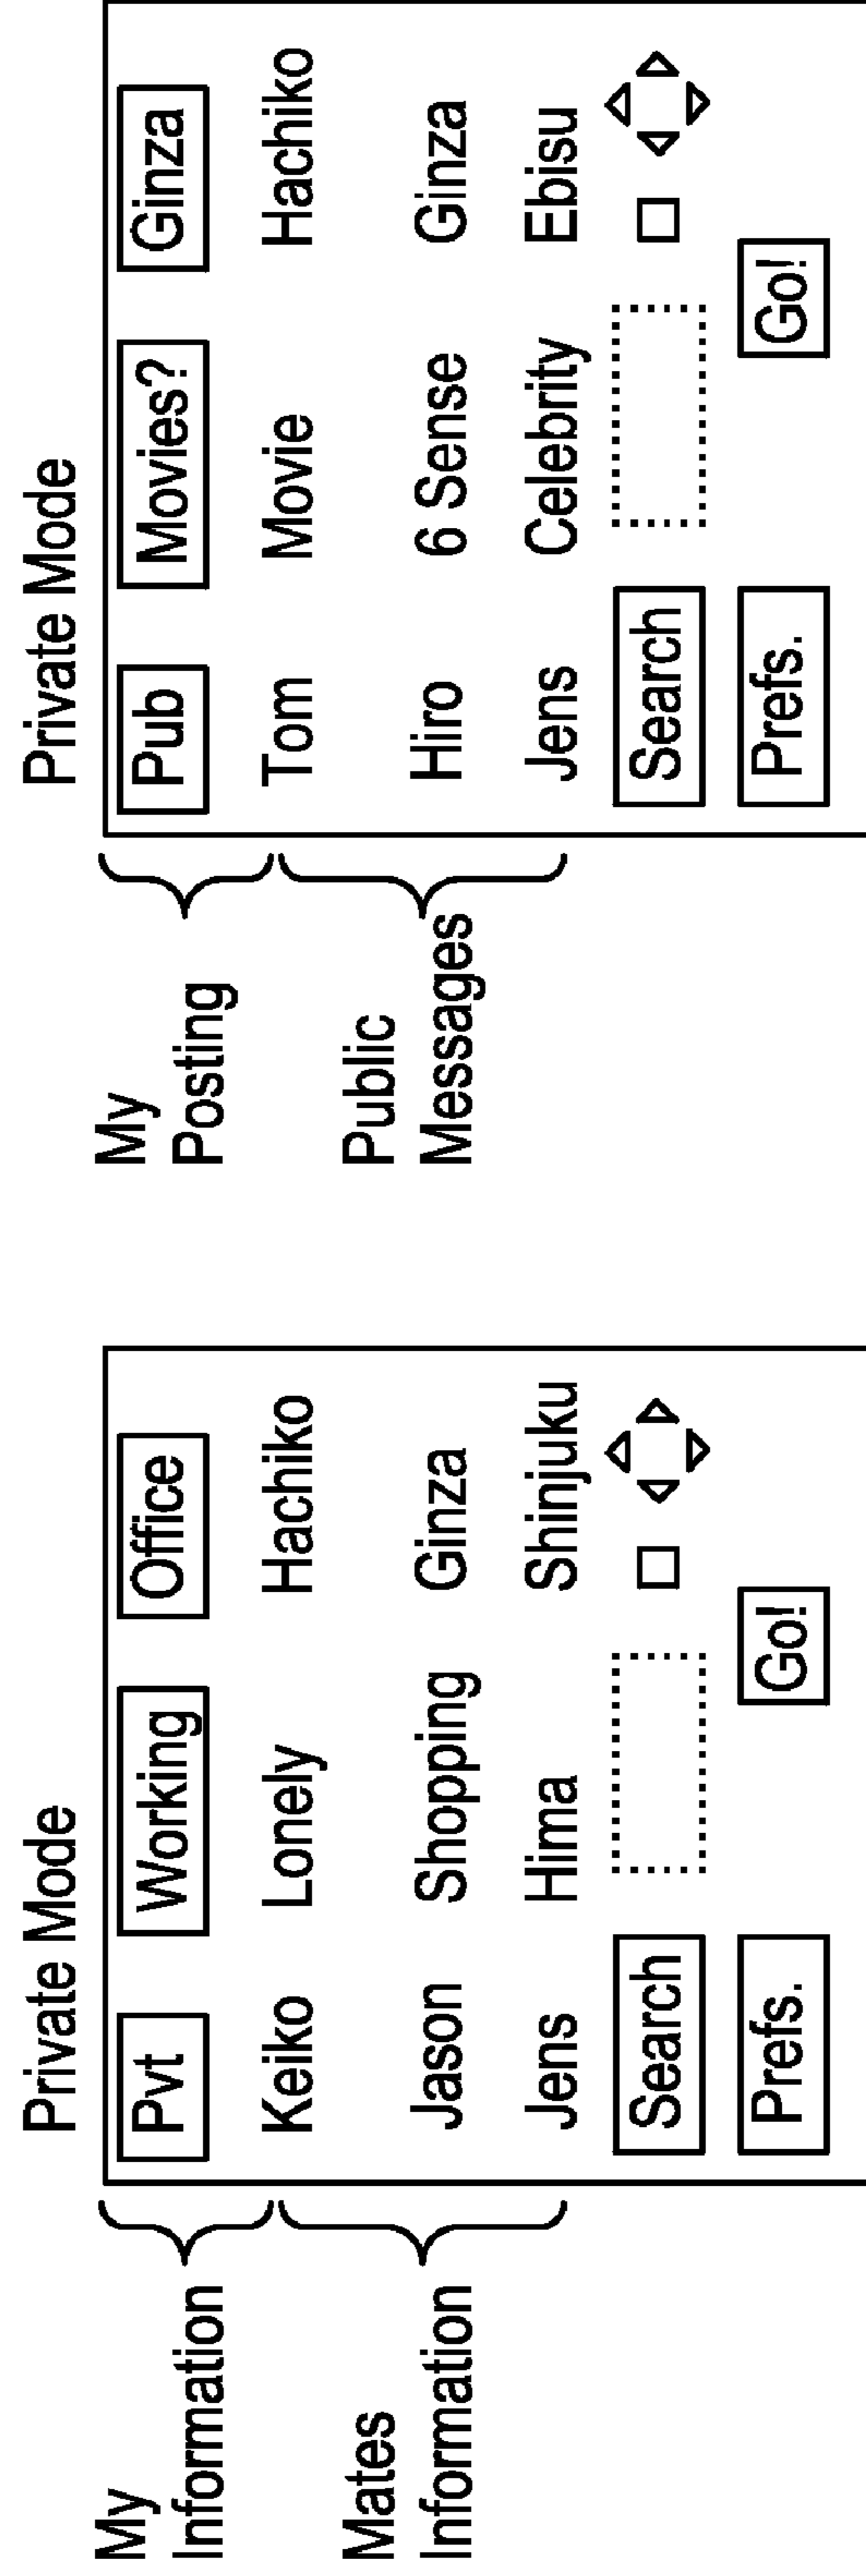 Private Mode
My
Information
Pvt Working Office
Mates
Information
Keiko Lonely Hachiko
Jason Shopping Ginza
Jens Hima Shinjuku
Search
Prefs. Go!
Private Mode
My
Posting
Pub Movies? Ginza
Public
Messages
Tom Movie Hachiko
Hiro 6 Sense Ginza
Jens Celebrity Ebisu
Search
Prefs. Go!